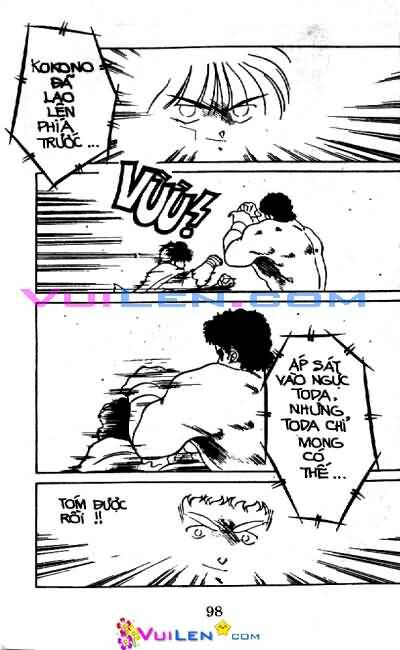 KOKONO
ĐÃ
LAO
LÊN
PHÍA
TRƯỚC...
VÙÙ!
VUILEN.COM
ÁP SÁT
VÀO NGỰC
TODA,
NHƯNG
TODA CHỈ
MONG
CÓ
THẾ...
TÓM ĐƯỢC
RỒI!!
98
VUILEN.COM